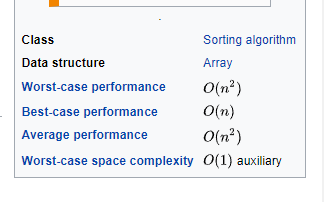 Class Sorting algorithm
Data structure Array
Worst-case performance O(n²)
Best-case performance O(n)
Average performance O(n²)
Worst-case space complexity O(1) auxiliary